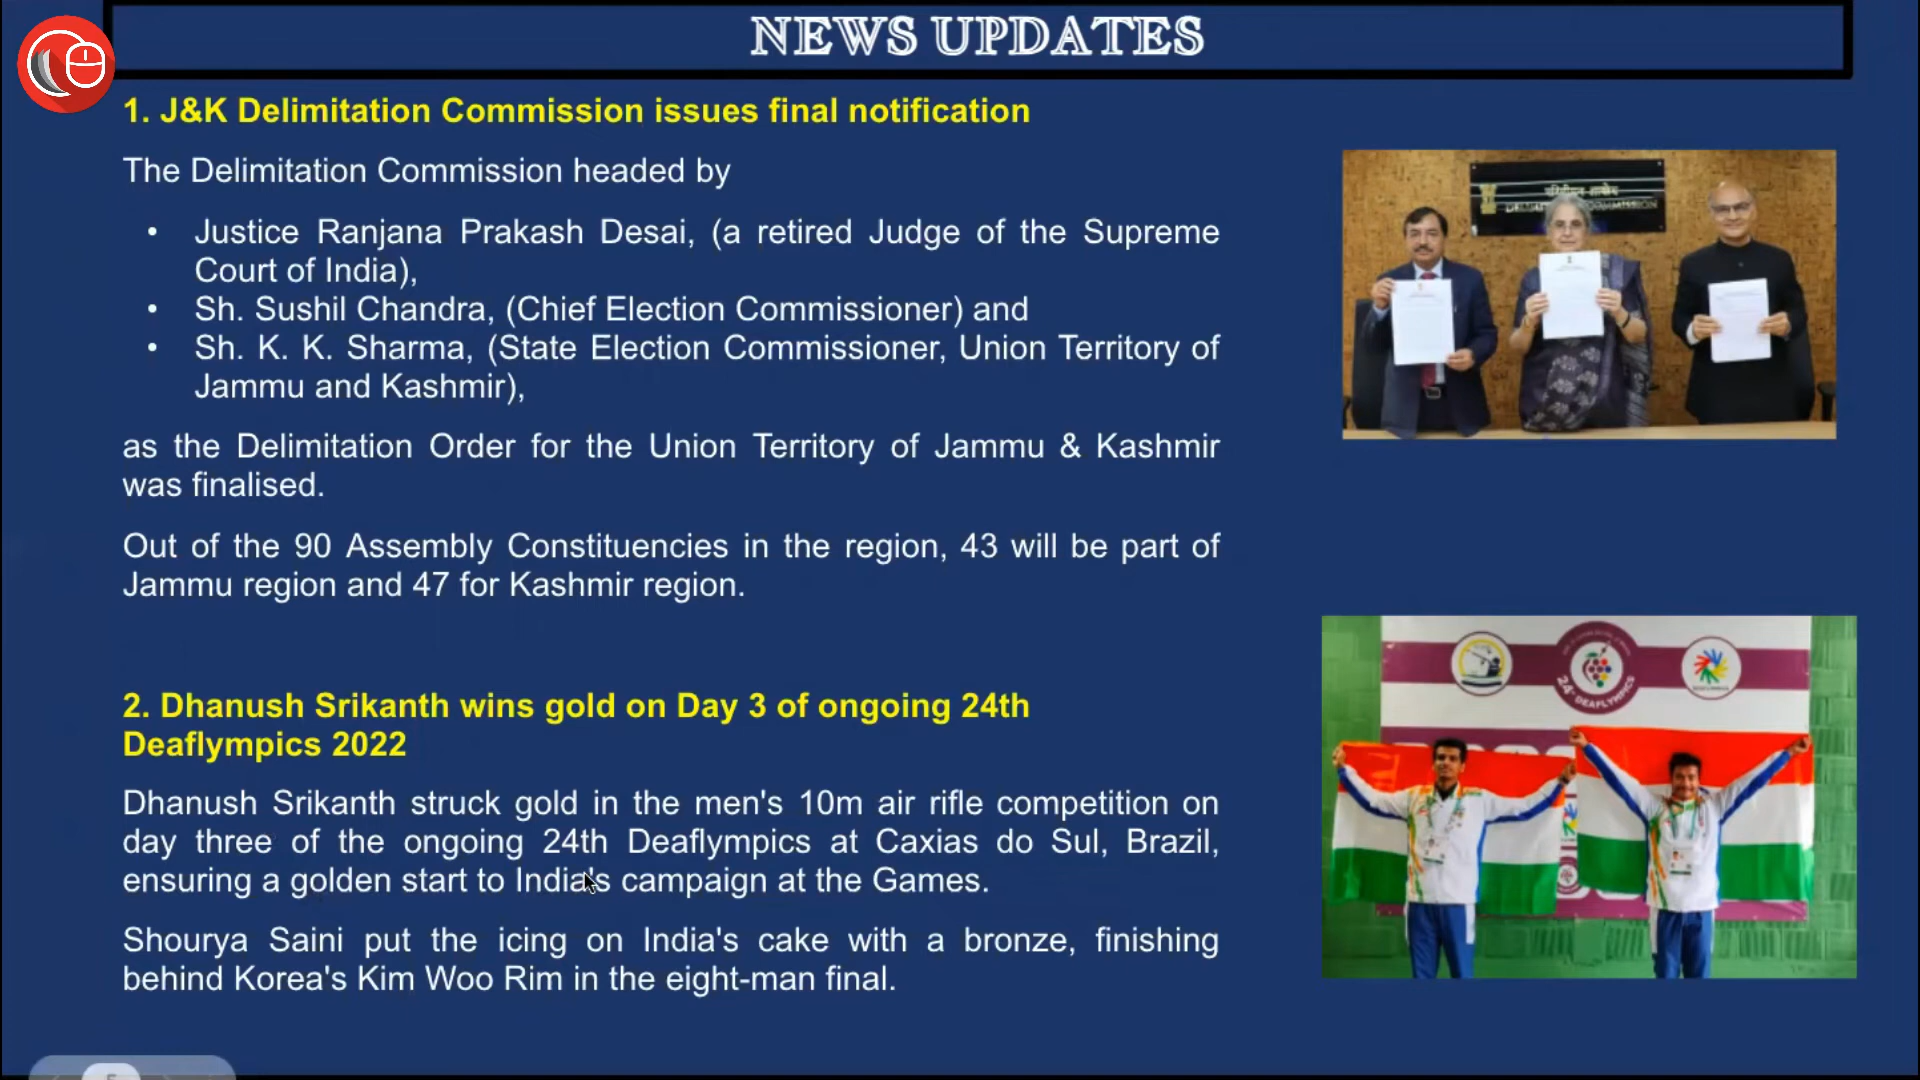 NEWS UPDATES
1. J&K Delimitation Commission issues final notification
The Delimitation Commission headed by
• Justice Ranjana Prakash Desai, (a retired Judge of the Supreme
Court of India),
• Sh. Sushil Chandra, (Chief Election Commissioner) and
• Sh. K. K. Sharma, (State Election Commissioner, Union Territory of
Jammu and Kashmir),
as the Delimitation Order for the Union Territory of Jammu & Kashmir
was finalised.
Out of the 90 Assembly Constituencies in the region, 43 will be part of
Jammu region and 47 for Kashmir region.
2. Dhanush Srikanth wins gold on Day 3 of ongoing 24th
Deaflympics 2022
Dhanush Srikanth struck gold in the men's 10m air rifle competition on
day three of the ongoing 24th Deaflympics at Caxias do Sul, Brazil,
ensuring a golden start to India's campaign at the Games.
Shourya Saini put the icing on India's cake with a bronze, finishing
behind Korea's Kim Woo Rim in the eight-man final.
24th DEAFLYMPICS